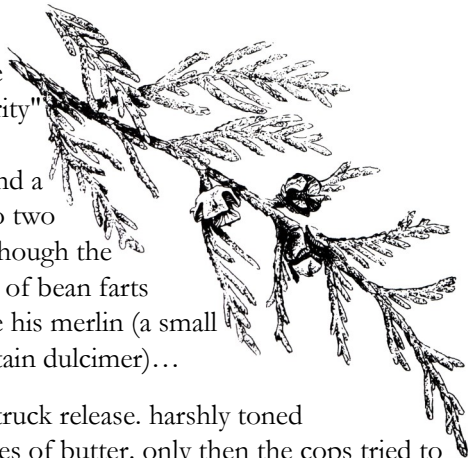 rity"
nd a
o two
hough the
of bean farts
e his merlin (a small
tain dulcimer)…
truck release. harshly toned
es of butter. only then the cops tried to